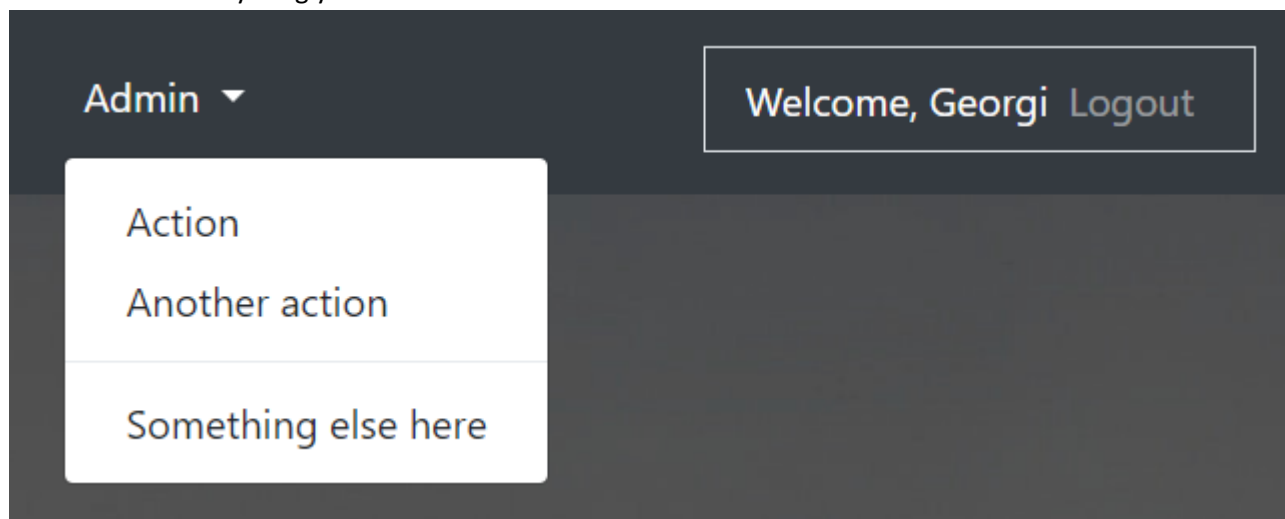 Admin
Welcome, Georgi Logout
Action
Another action
Something else here